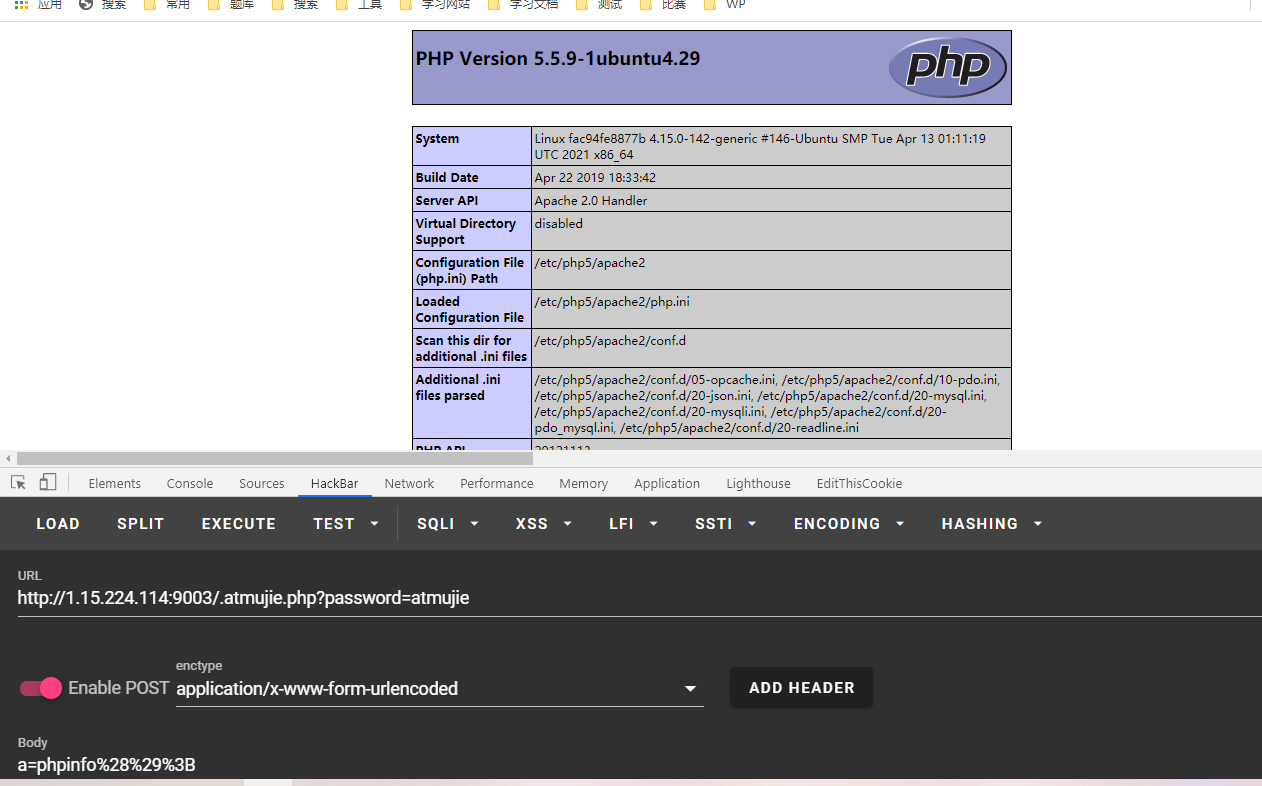 应用 搜索 常用 题库 搜索 工具 学习网站 学习文档 测试 比赛 WP
PHP Version 5.5.9-1ubuntu4.29
php
System
Linux fac94fe8877b 4.15.0-142-generic #146-Ubuntu SMP Tue Apr 13 01:11:19
UTC 2021 x86_64
Build Date
Apr 22 2019 18:33:42
Server API
Apache 2.0 Handler
Virtual Directory
Support
disabled
Configuration File
(php.ini) Path
/etc/php5/apache2
Loaded
Configuration File
/etc/php5/apache2/php.ini
Scan this dir for
additional .ini files
/etc/php5/apache2/conf.d
Additional .ini
files parsed
/etc/php5/apache2/conf.d/05-opcache.ini, /etc/php5/apache2/conf.d/10-pdo.ini,
/etc/php5/apache2/conf.d/20-json.ini, /etc/php5/apache2/conf.d/20-mysql.ini,
/etc/php5/apache2/conf.d/20-mysqli.ini, /etc/php5/apache2/conf.d/20-
pdo_mysql.ini, /etc/php5/apache2/conf.d/20-readline.ini
PHP API
20121113
Elements Console Sources HackBar Network Performance Memory Application Lighthouse EditThisCookie
LOAD SPLIT EXECUTE TEST SQLI XSS LFI SSTI ENCODING HASHING
URL
http://1.15.224.114:9003/.atmujie.php?password=atmujie
enctype
Enable POST application/x-www-form-urlencoded ADD HEADER
Body
a=phpinfo%28%29%3B